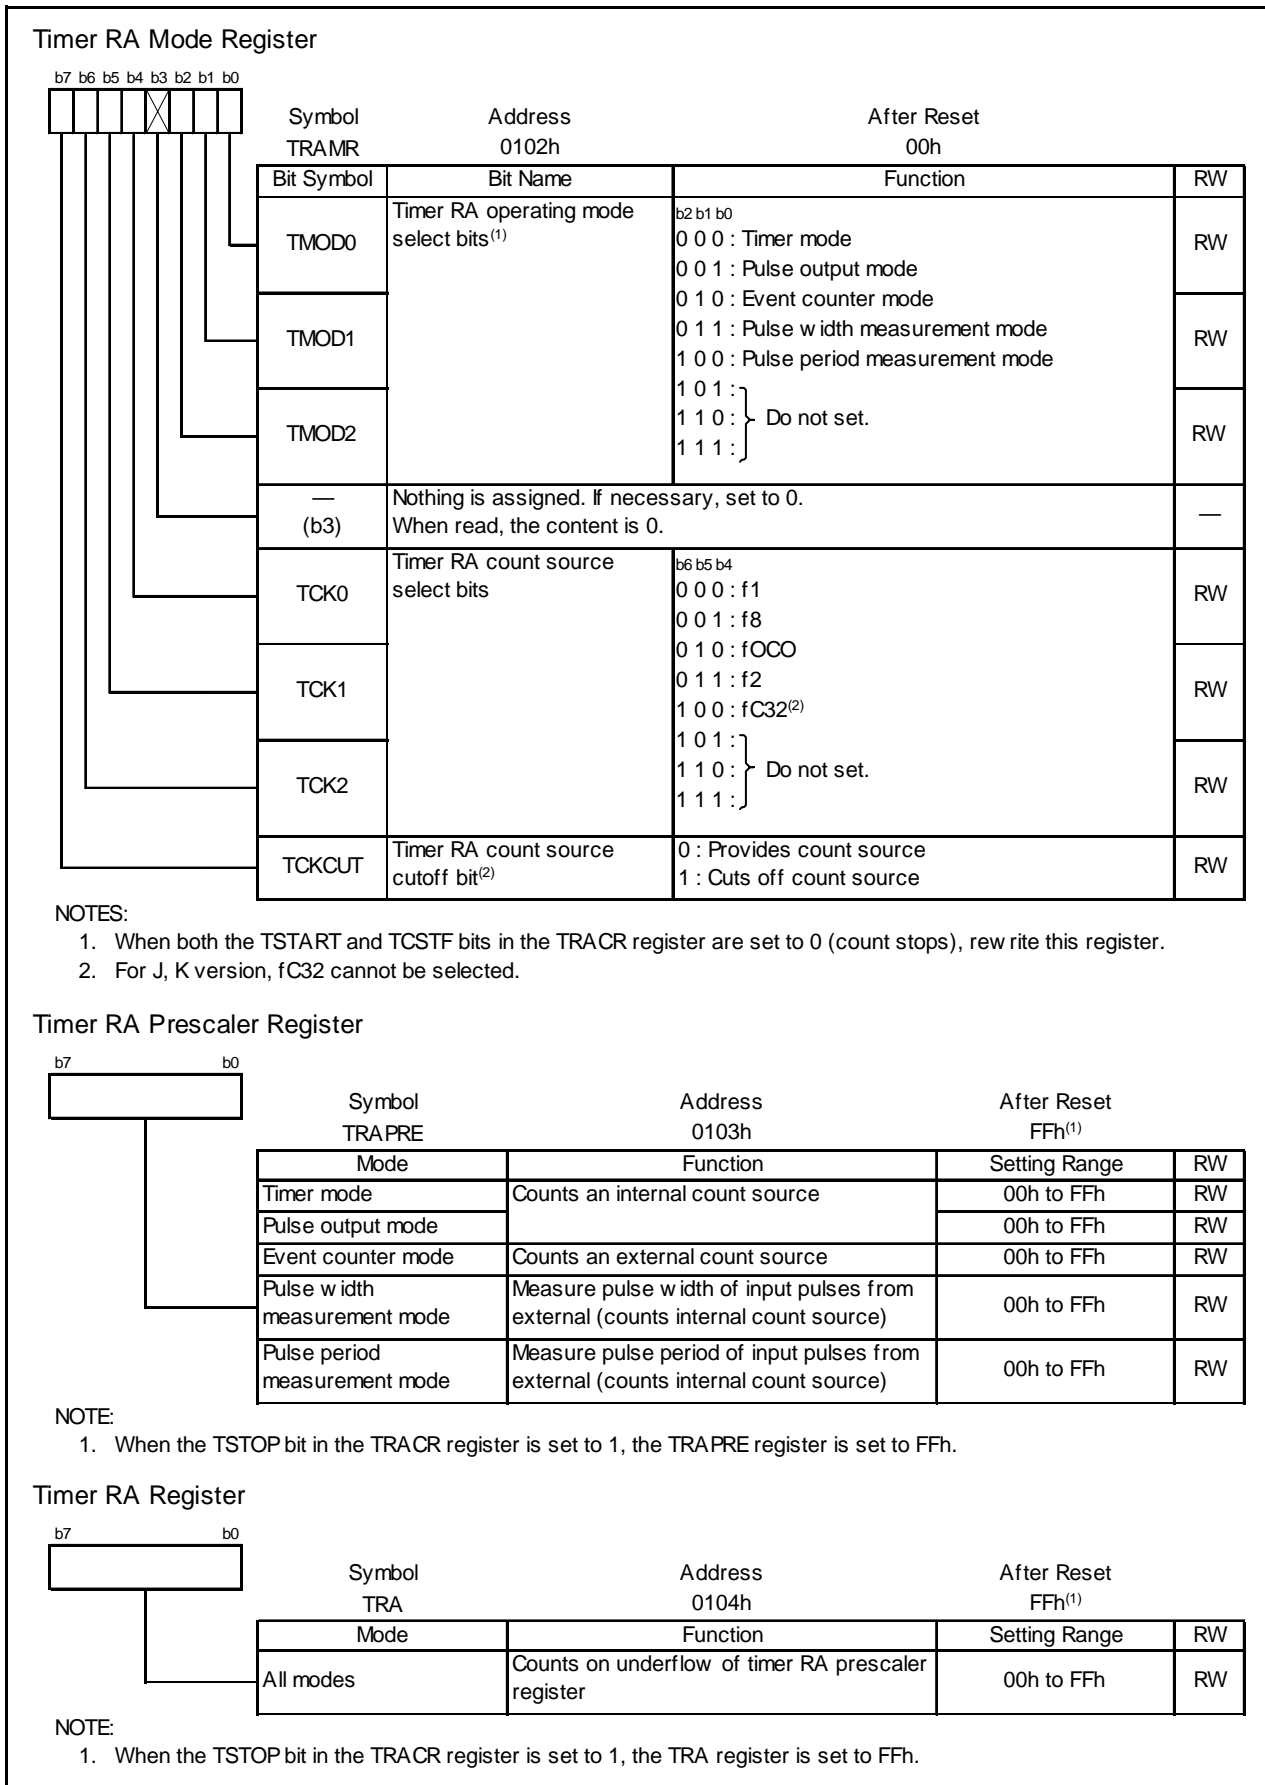 Timer RA Mode Register
b7 b6 b5 b4 b3 b2 b1 b0
Symbol Address After Reset
TRAMR 0102h 00h
Bit Symbol Bit Name Function RW
TMOD0 Timer RA operating mode select bits(1) b2 b1 b0 RW
0 0 0 : Timer mode
0 0 1 : Pulse output mode
0 1 0 : Event counter mode
TMOD1 0 1 1 : Pulse width measurement mode RW
1 0 0 : Pulse period measurement mode
1 0 1 :
TMOD2 1 1 0 : Do not set. RW
1 1 1 :
— Nothing is assigned. If necessary, set to 0. —
(b3) When read, the content is 0.
TCK0 Timer RA count source select bits b6 b5 b4 RW
0 0 0 : f1
0 0 1 : f8
0 1 0 : fOCO
TCK1 0 1 1 : f2 RW
1 0 0 : fC32(2)
1 0 1 :
TCK2 1 1 0 : Do not set. RW
1 1 1 :
TCKCUT Timer RA count source cutoff bit(2) 0 : Provides count source RW
1 : Cuts off count source
NOTES:
1. When both the TSTART and TCSTF bits in the TRACR register are set to 0 (count stops), rewrite this register.
2. For J, K version, fC32 cannot be selected.
Timer RA Prescaler Register
b7 b0
Symbol Address After Reset
TRAPRE 0103h FFh(1)
Mode Function Setting Range RW
Timer mode Counts an internal count source 00h to FFh RW
Pulse output mode 00h to FFh RW
Event counter mode Counts an external count source 00h to FFh RW
Pulse width Measure pulse width of input pulses from 00h to FFh RW
measurement mode external (counts internal count source)
Pulse period Measure pulse period of input pulses from 00h to FFh RW
measurement mode external (counts internal count source)
NOTE:
1. When the TSTOP bit in the TRACR register is set to 1, the TRAPRE register is set to FFh.
Timer RA Register
b7 b0
Symbol Address After Reset
TRA 0104h FFh(1)
Mode Function Setting Range RW
All modes Counts on underflow of timer RA prescaler 00h to FFh RW
register
NOTE:
1. When the TSTOP bit in the TRACR register is set to 1, the TRA register is set to FFh.